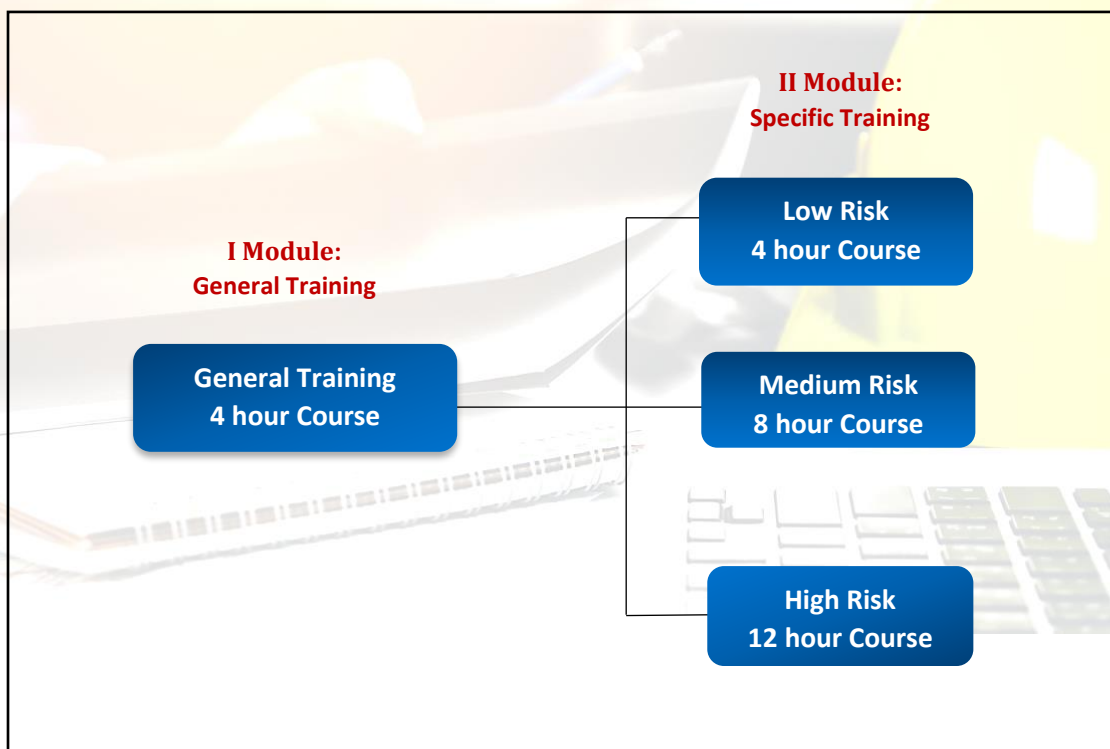 I Module:
General Training
General Training
4 hour Course
II Module:
Specific Training
Low Risk
4 hour Course
Medium Risk
8 hour Course
High Risk
12 hour Course